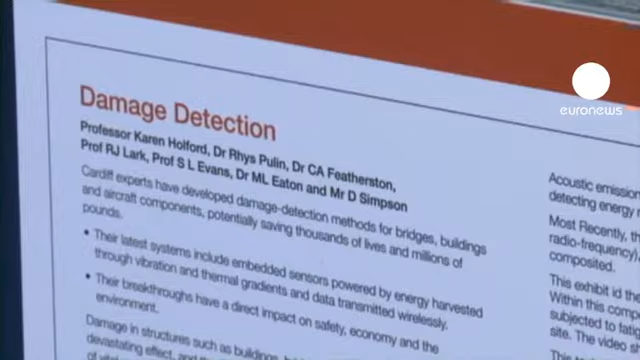 euronews
Damage Detection
Professor Karen Holford, Dr Rhys Pulin, Dr CA Featherston,
Prof RJ Lark, Prof S L Evans, Dr ML Eaton and Mr D Simpson
Cardiff experts have developed damage-detection methods for bridges, buildings
and aircraft components, potentially saving thousands of lives and millions of
pounds.
• Their latest systems include embedded sensors powered by energy harvested
through vibration and thermal gradients and data transmitted wirelessly.
• Their breakthroughs have a direct impact on safety, economy and the
environment.
Damage in structures such as buildings,
devastating effect, and the
Acoustic emission
detecting energy
Most Recently, th
radio-frequency)
composited.
This exhibit id the
Within this comp
subjected to fatig
site. The video s